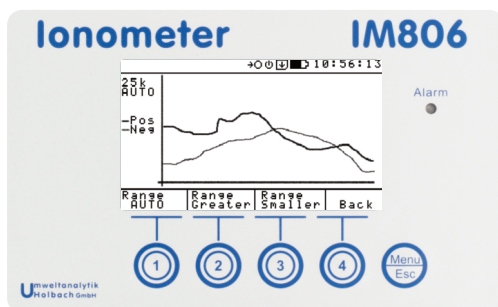 Ionometer IM806
10:56:13
25k
AUTO
Alarm
-Pos
-Neg
Range AUTO
Range Greater
Range Smaller
Back
1 2 3 4
Menu
Esc
Umweltanalytik
Holbach GmbH